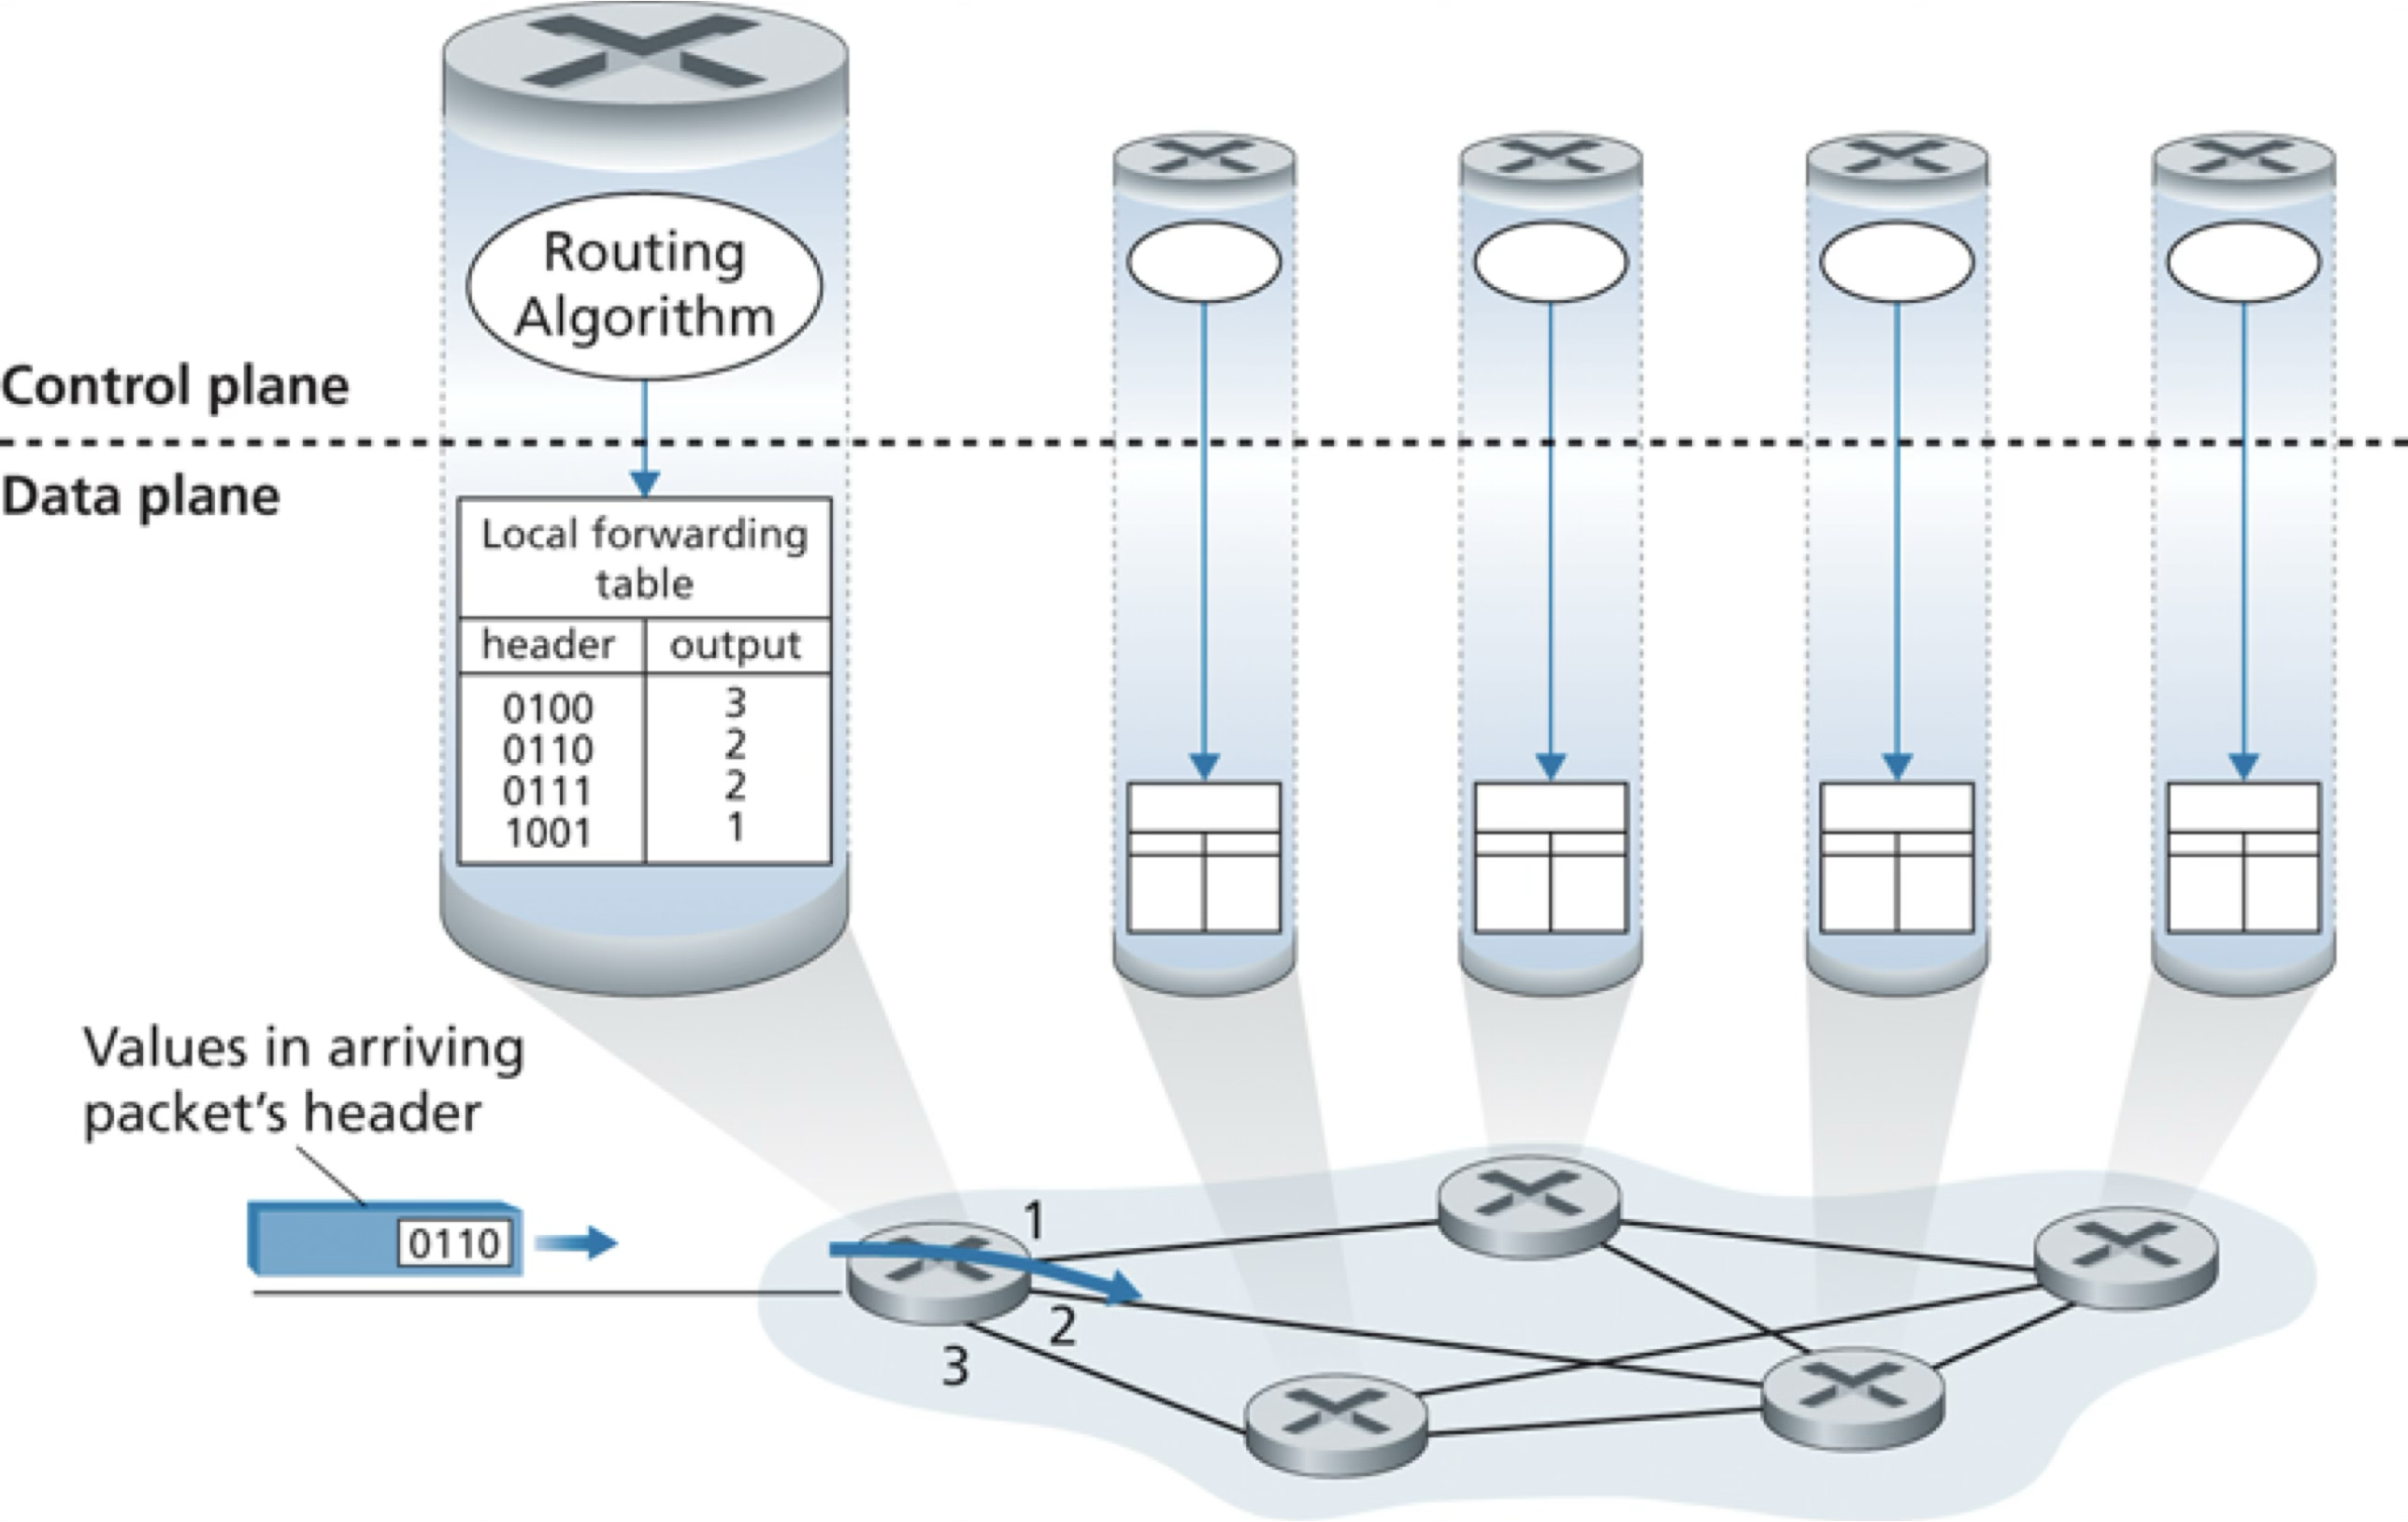 Routing
Algorithm
Control plane
Data plane
Local forwarding
table
header output
0100 3
0110 2
0111 2
1001 1
Values in arriving
packet's header
0110
1
2
3